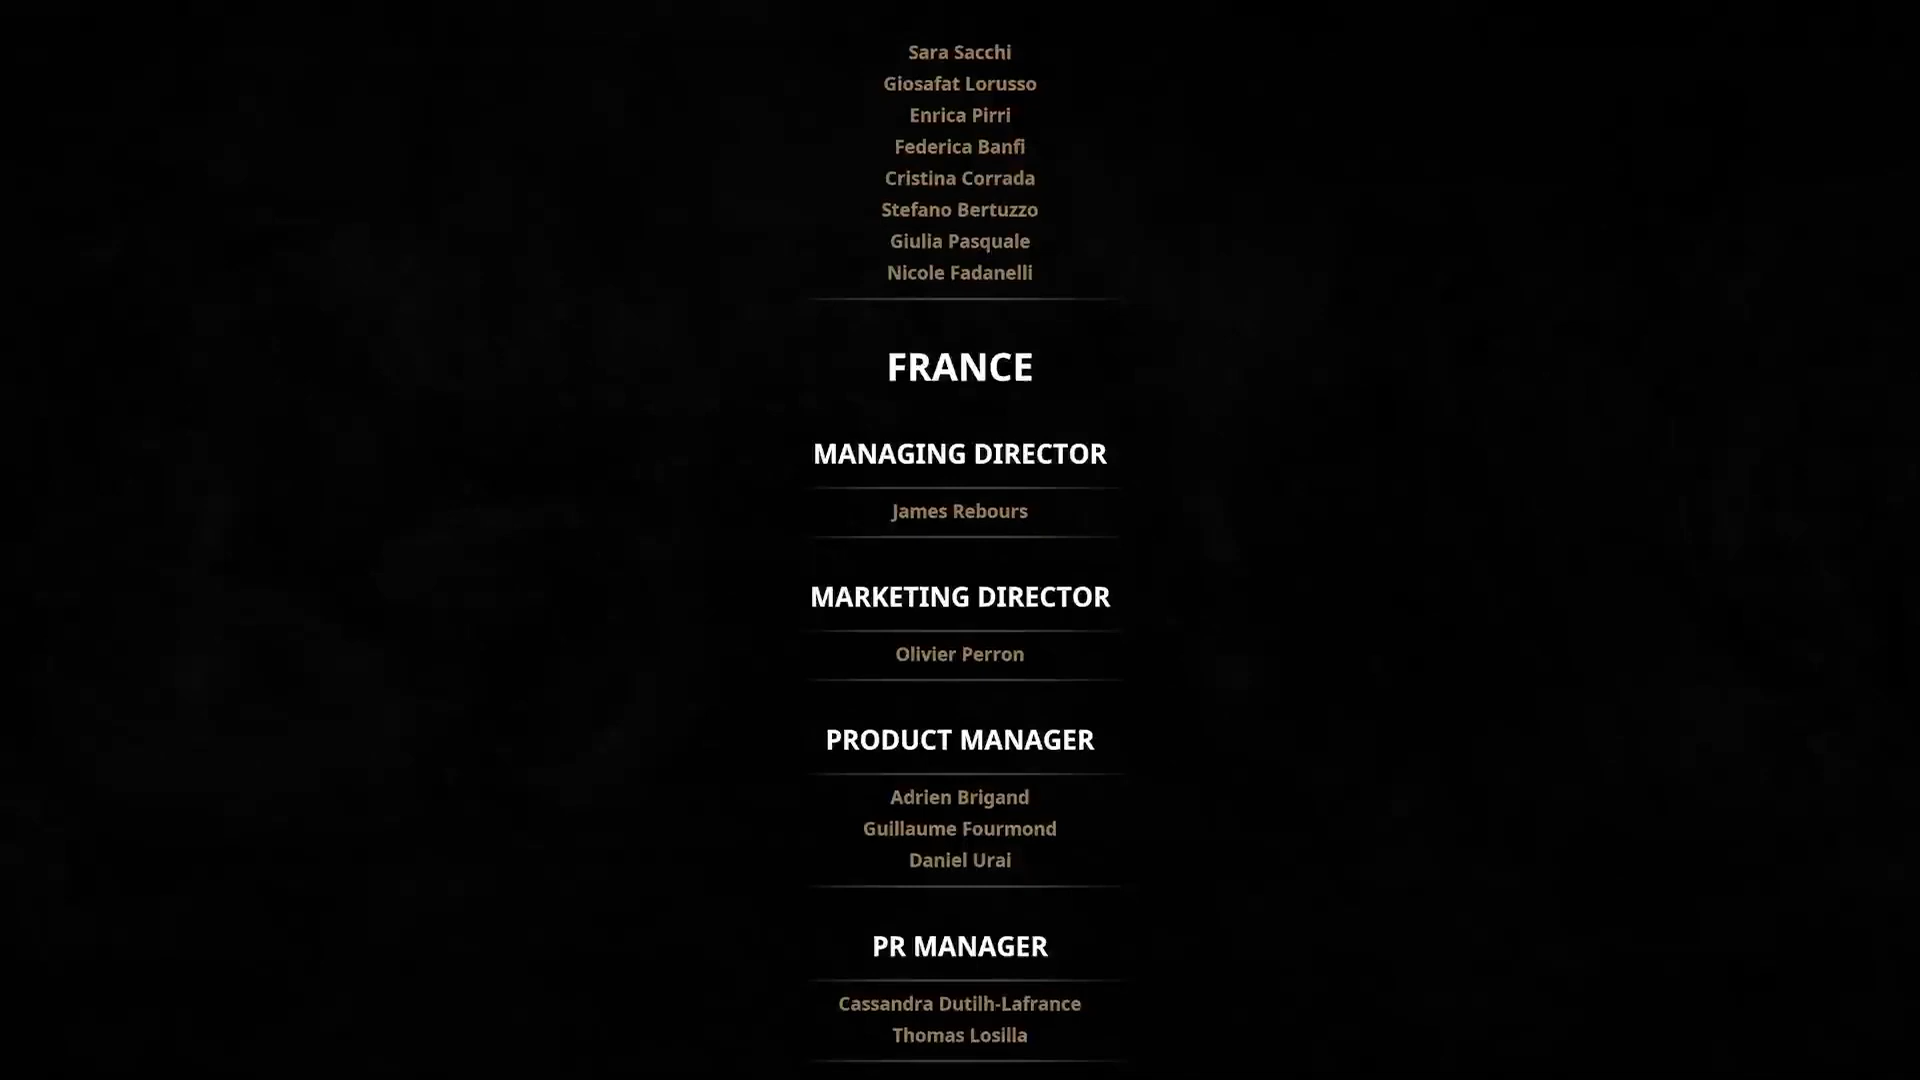 Sara Sacchi
Giosafat Lorusso
Enrica Pirri
Federica Banfi
Cristina Corrada
Stefano Bertuzzo
Giulia Pasquale
Nicole Fadanelli
FRANCE
MANAGING DIRECTOR
James Rebours
MARKETING DIRECTOR
Olivier Perron
PRODUCT MANAGER
Adrien Brigand
Guillaume Fourmond
Daniel Urai
PR MANAGER
Cassandra Dutilh-Lafrance
Thomas Losilla